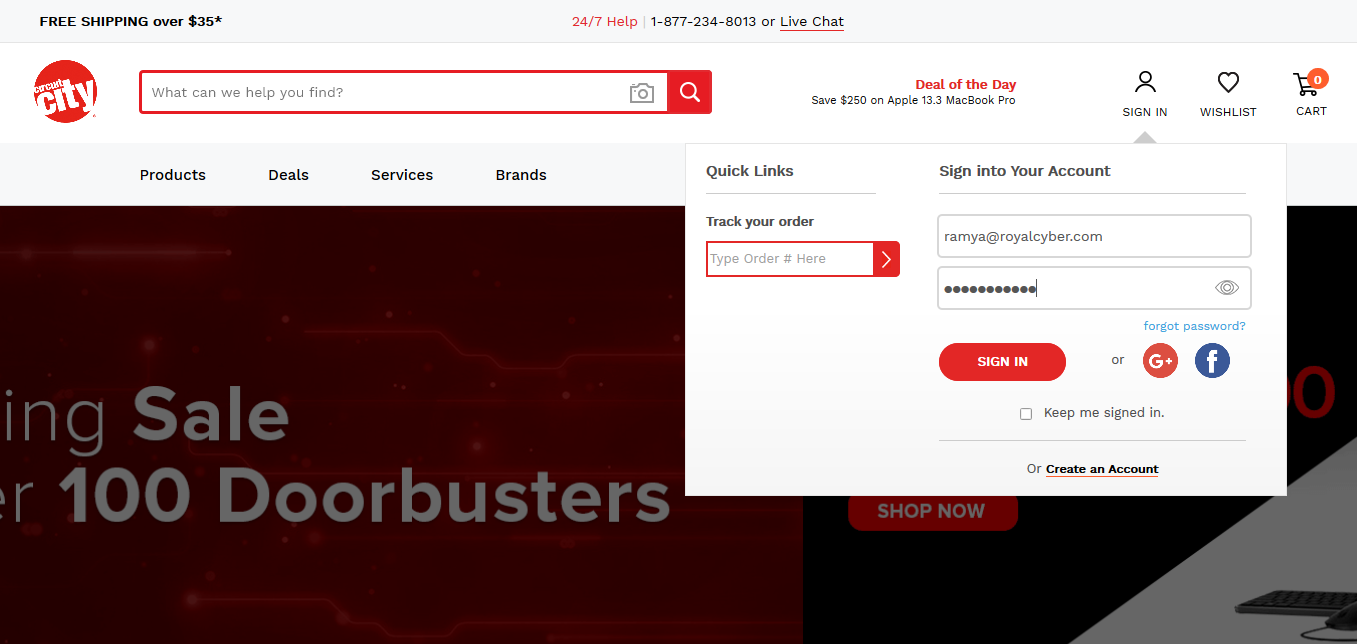 FREE SHIPPING over $35*
24/7 Help | 1-877-234-8013 or Live Chat
circuit
city
What can we help you find?
Deal of the Day
Save $250 on Apple 13.3 MacBook Pro
SIGN IN
WISHLIST
0
CART
Products
Deals
Services
Brands
Quick Links
Track your order
Type Order # Here
Sign into Your Account
ramya@royalcyber.com
●●●●●●●●●●●
forgot password?
SIGN IN
or
G+
f
Keep me signed in.
Or Create an Account
ing Sale
er 100 Doorbusters
0
SHOP NOW